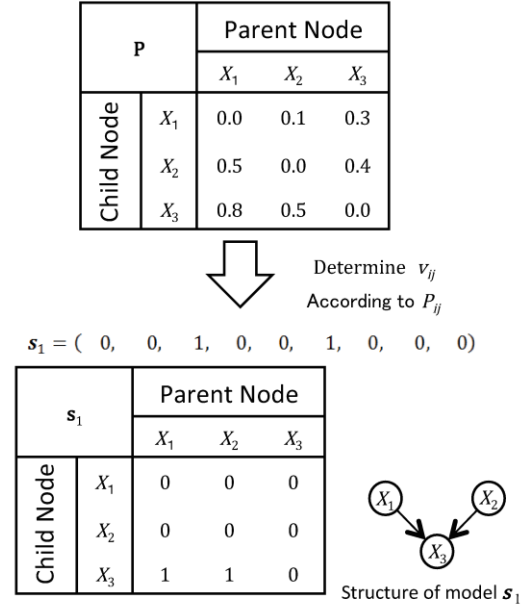 P Parent Node
X1 X2 X3
Child Node
X1 0.0 0.1 0.3
X2 0.5 0.0 0.4
X3 0.8 0.5 0.0
Determine vij
According to Pij
s1 = ( 0, 0, 1, 0, 0, 1, 0, 0, 0)
s1 Parent Node
X1 X2 X3
Child Node
X1 0 0 0
X2 0 0 0
X3 1 1 0
X1 X2
X3
Structure of model s1